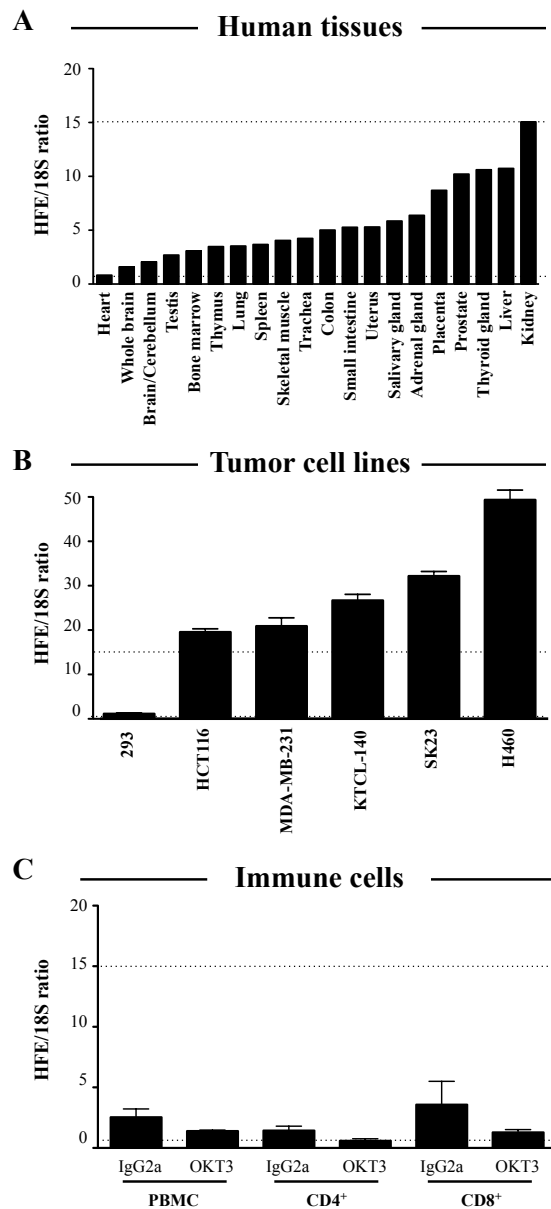 A
Human tissues
HFE/18S ratio
20
15
10
5
0
Heart
Whole brain
Brain/Cerebellum
Testis
Bone marrow
Thymus
Lung
Spleen
Skeletal muscle
Trachea
Colon
Small intestine
Uterus
Salivary gland
Adrenal gland
Placenta
Prostate
Thyroid gland
Liver
Kidney
B
Tumor cell lines
HFE/18S ratio
50
40
30
20
10
0
293
HCT116
MDA-MB-231
KTCL-140
SK23
H460
C
Immune cells
HFE/18S ratio
20
15
5
0
IgG2a OKT3 IgG2a OKT3 IgG2a OKT3
PBMC CD4⁺ CD8⁺